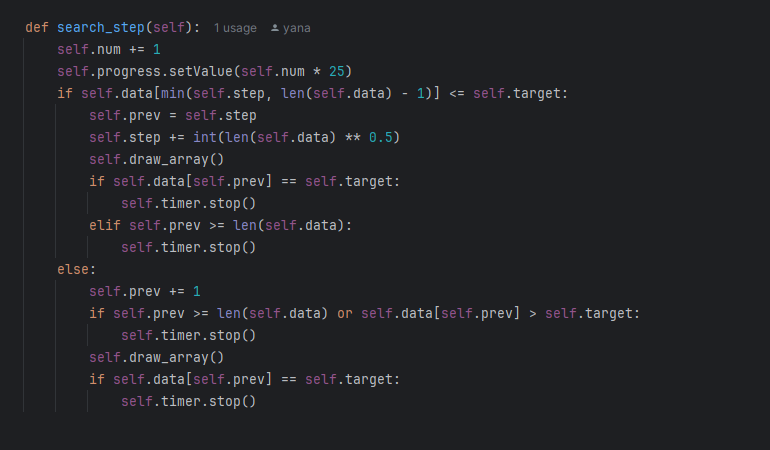 def search_step(self):  1 usage  yana
    self.num += 1
    self.progress.setValue(self.num * 25)
    if self.data[min(self.step, len(self.data) - 1)] <= self.target:
        self.prev = self.step
        self.step += int(len(self.data) ** 0.5)
        self.draw_array()
        if self.data[self.prev] == self.target:
            self.timer.stop()
        elif self.prev >= len(self.data):
            self.timer.stop()
    else:
        self.prev += 1
        if self.prev >= len(self.data) or self.data[self.prev] > self.target:
            self.timer.stop()
        self.draw_array()
        if self.data[self.prev] == self.target:
            self.timer.stop()